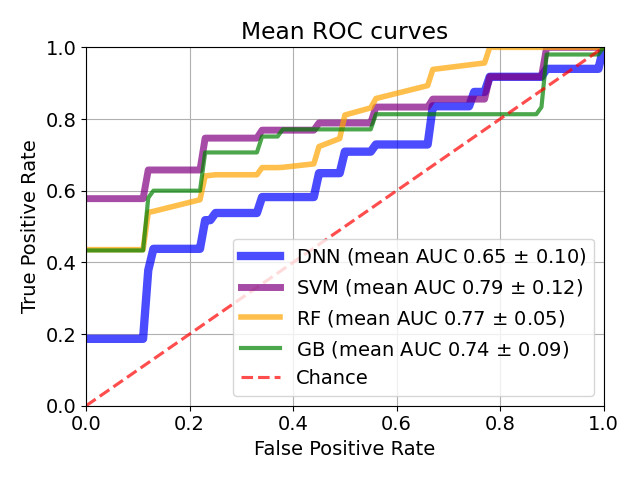 Mean ROC curves
True Positive Rate
1.0
0.8
0.6
0.4
0.2
0.0
DNN (mean AUC 0.65 ± 0.10)
SVM (mean AUC 0.79 ± 0.12)
RF (mean AUC 0.77 ± 0.05)
GB (mean AUC 0.74 ± 0.09)
Chance
0.0 0.2 0.4 0.6 0.8 1.0
False Positive Rate